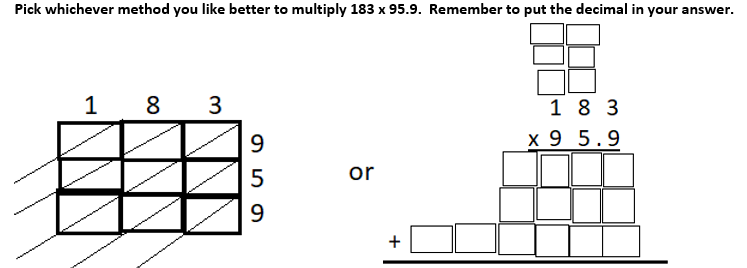 Pick whichever method you like better to multiply 183 x 95.9. Remember to put the decimal in your answer.
1 8 3
9
5
9
or
1 8 3
x 9 5.9
+